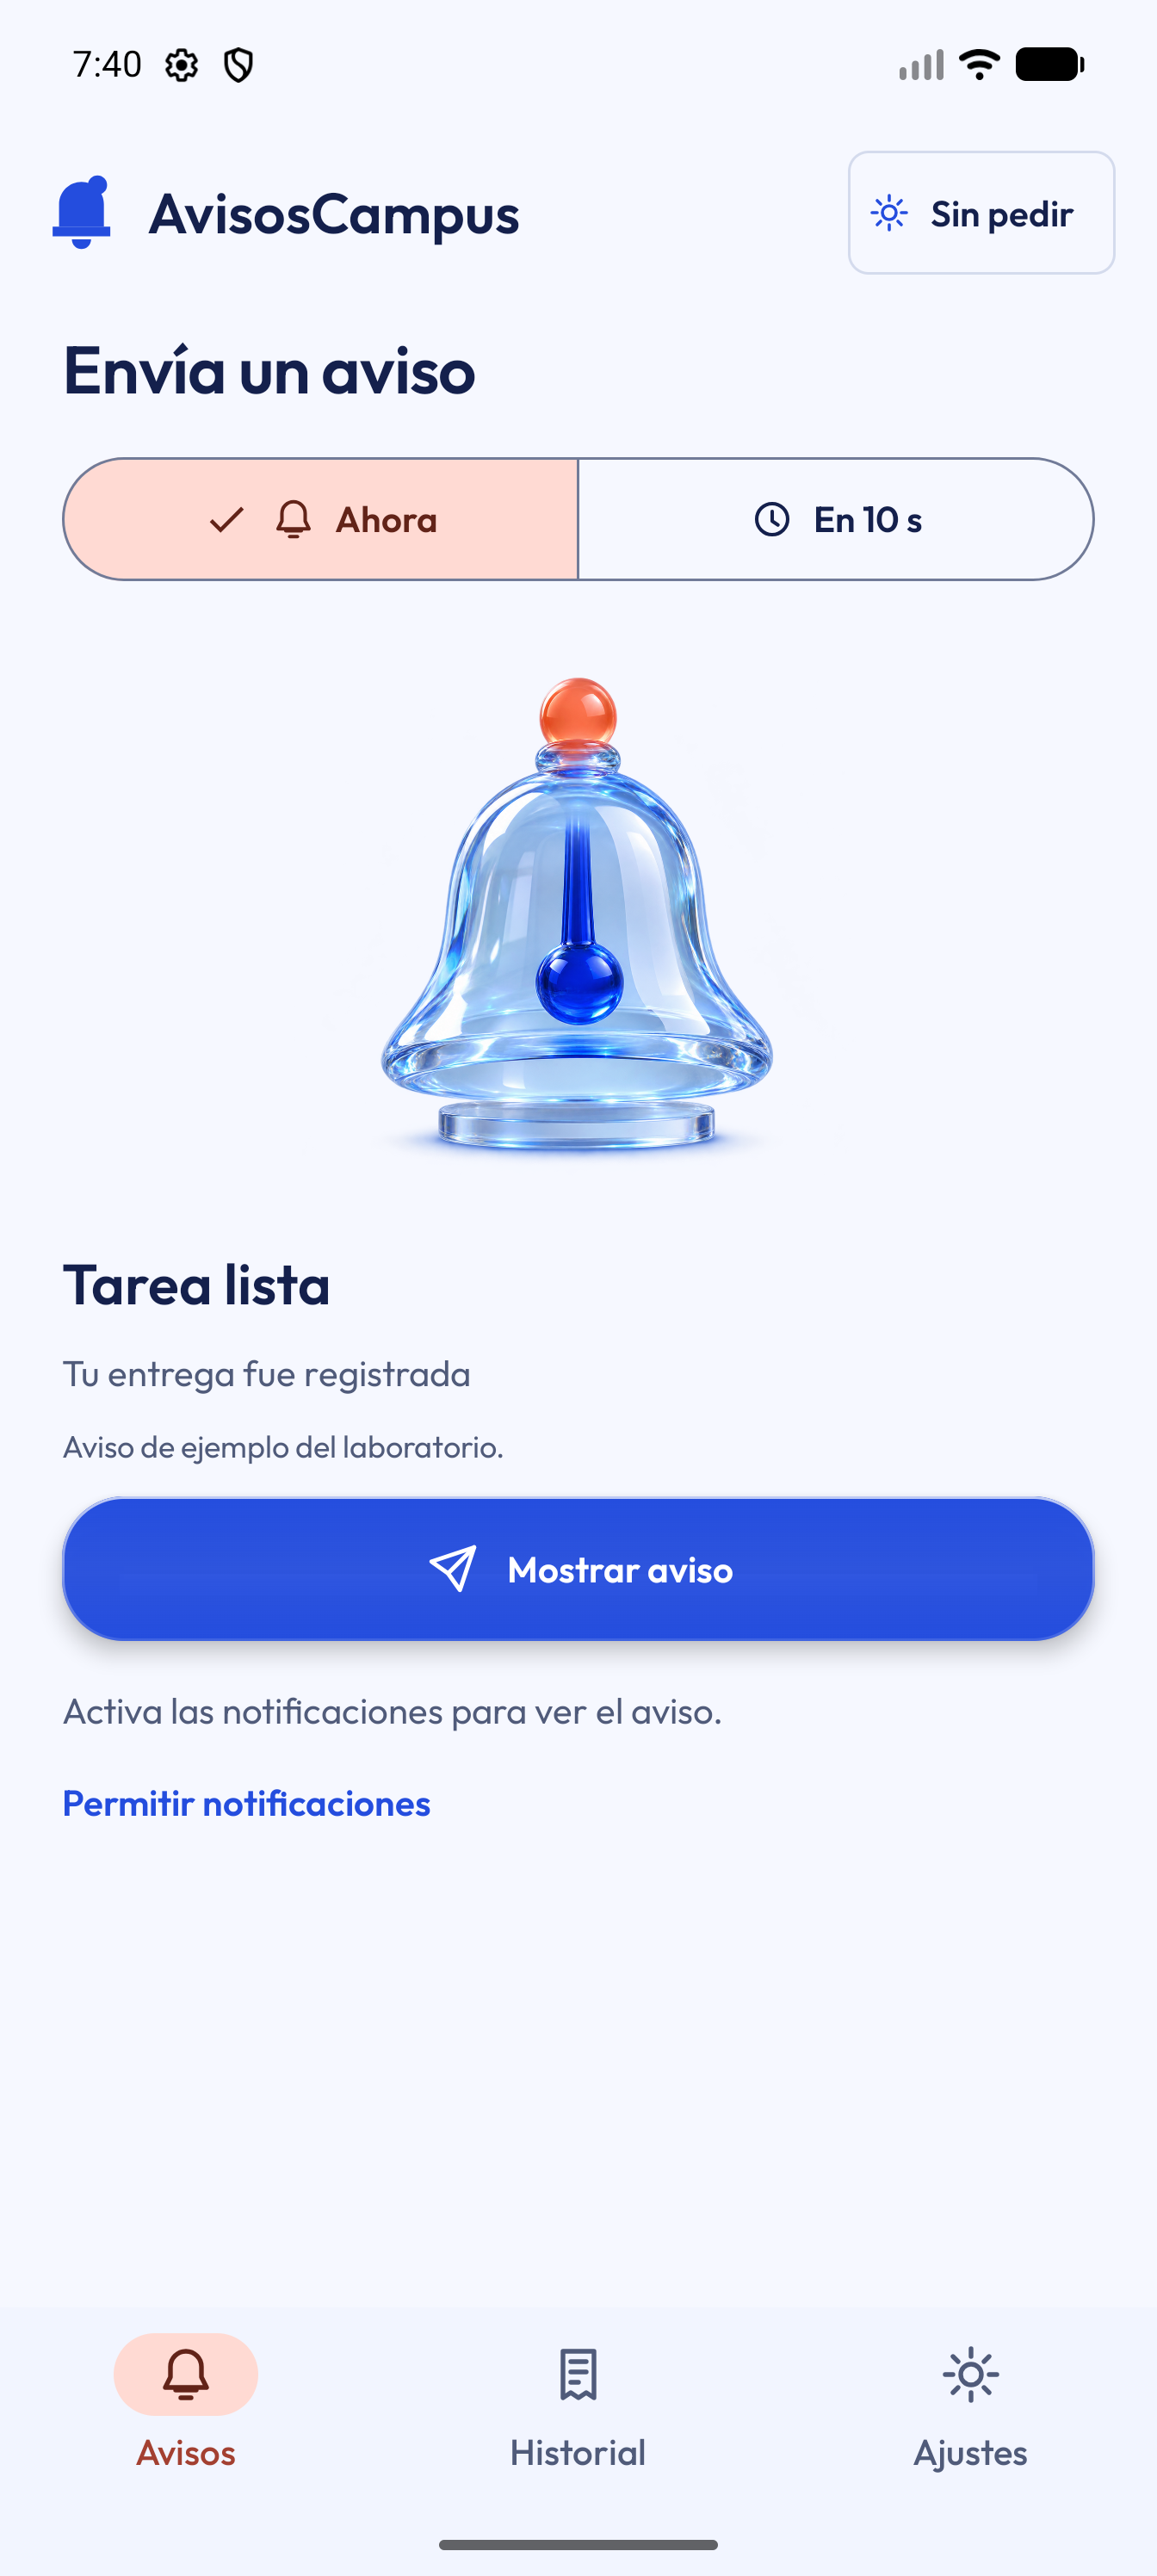 7:40
AvisosCampus
Sin pedir
Envía un aviso
Ahora
En 10 s
Tarea lista
Tu entrega fue registrada
Aviso de ejemplo del laboratorio.
Mostrar aviso
Activa las notificaciones para ver el aviso.
Permitir notificaciones
Avisos
Historial
Ajustes